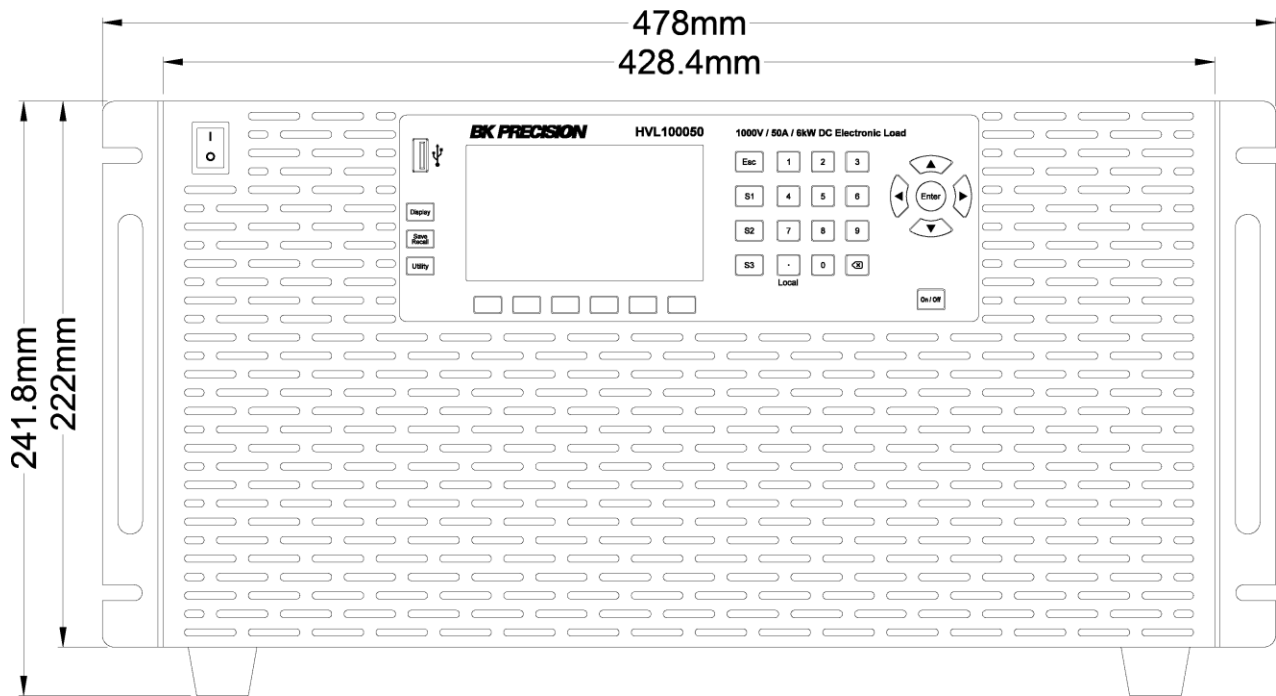 478mm
428.4mm
241.8mm
222mm
I
O
BK PRECISION
HVL100050
1000V / 50A / 6kW DC Electronic Load
Display
Save
Recall
Utility
Esc 1 2 3
S1 4 5 6
S2 7 8 9
S3 . 0
Local
Enter
On / Off